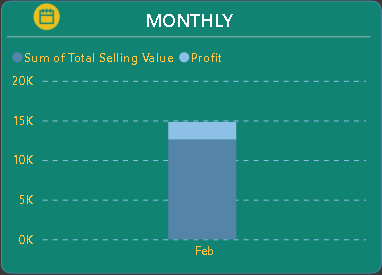 MONTHLY
Sum of Total Selling Value Profit
20K
15K
10K
5K
0K
Feb